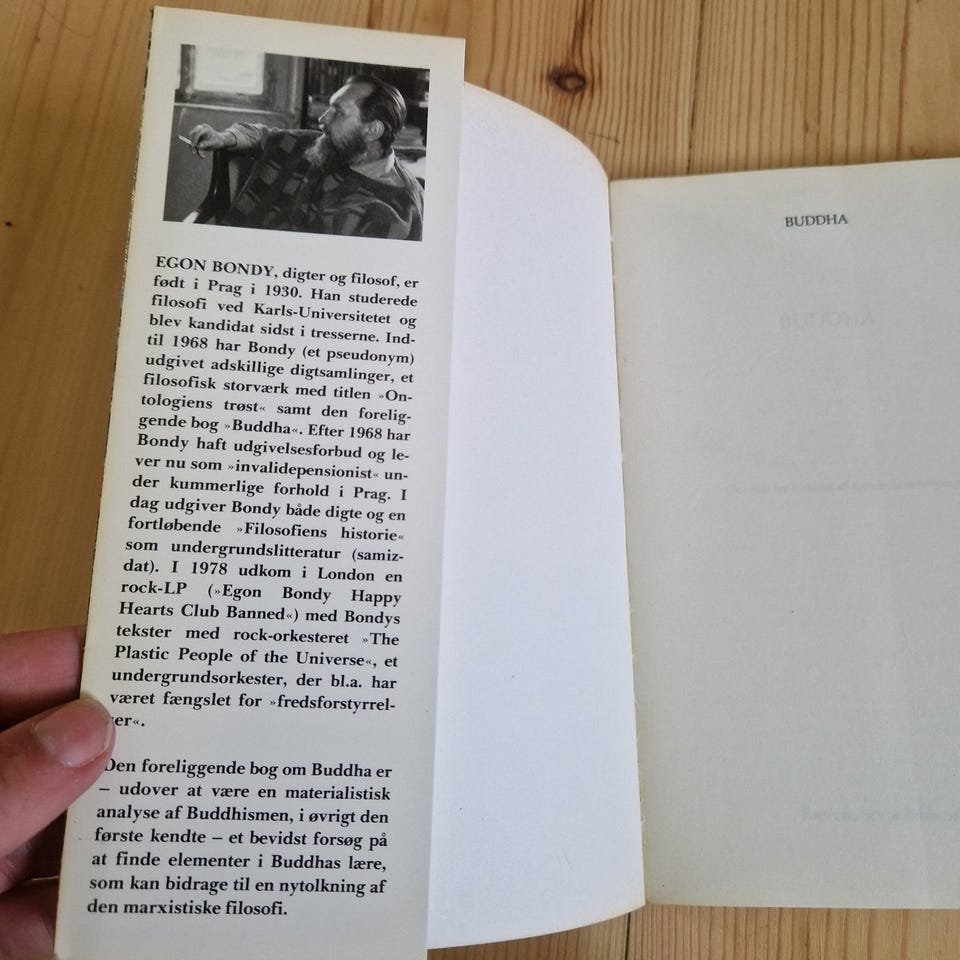 EGON BONDY, digter og filosof, er
født i Prag i 1930. Han studerede
filosofi ved Karls-Universitetet og
blev kandidat sidst i tresserne. Ind-
til 1968 har Bondy (et pseudonym)
udgivet adskillige digtsamlinger, et
filosofisk storværk med titlen »On-
tologiens trøst« samt den forelig-
gende bog »Buddha«. Efter 1968 har
Bondy haft udgivelsesforbud og le-
ver nu som »invalidepensionist« un-
der kummerlige forhold i Prag. I
dag udgiver Bondy både digte og en
fortløbende »Filosofiens historie«
som undergrundslitteratur (samiz-
dat). I 1978 udkom i London en
rock-LP (»Egon Bondy Happy
Hearts Club Banned«) med Bondys
tekster med rock-orkesteret »The
Plastic People of the Universe«, et
undergrundsorkester, der bl.a. har
været fængslet for »fredsforstyrrel-
ser«.
Den foreliggende bog om Buddha er
– udover at være en materialistisk
analyse af Buddhismen, i øvrigt den
første kendte – et bevidst forsøg på
at finde elementer i Buddhas lære,
som kan bidrage til en nytolkning af
den marxistiske filosofi.
BUDDHA